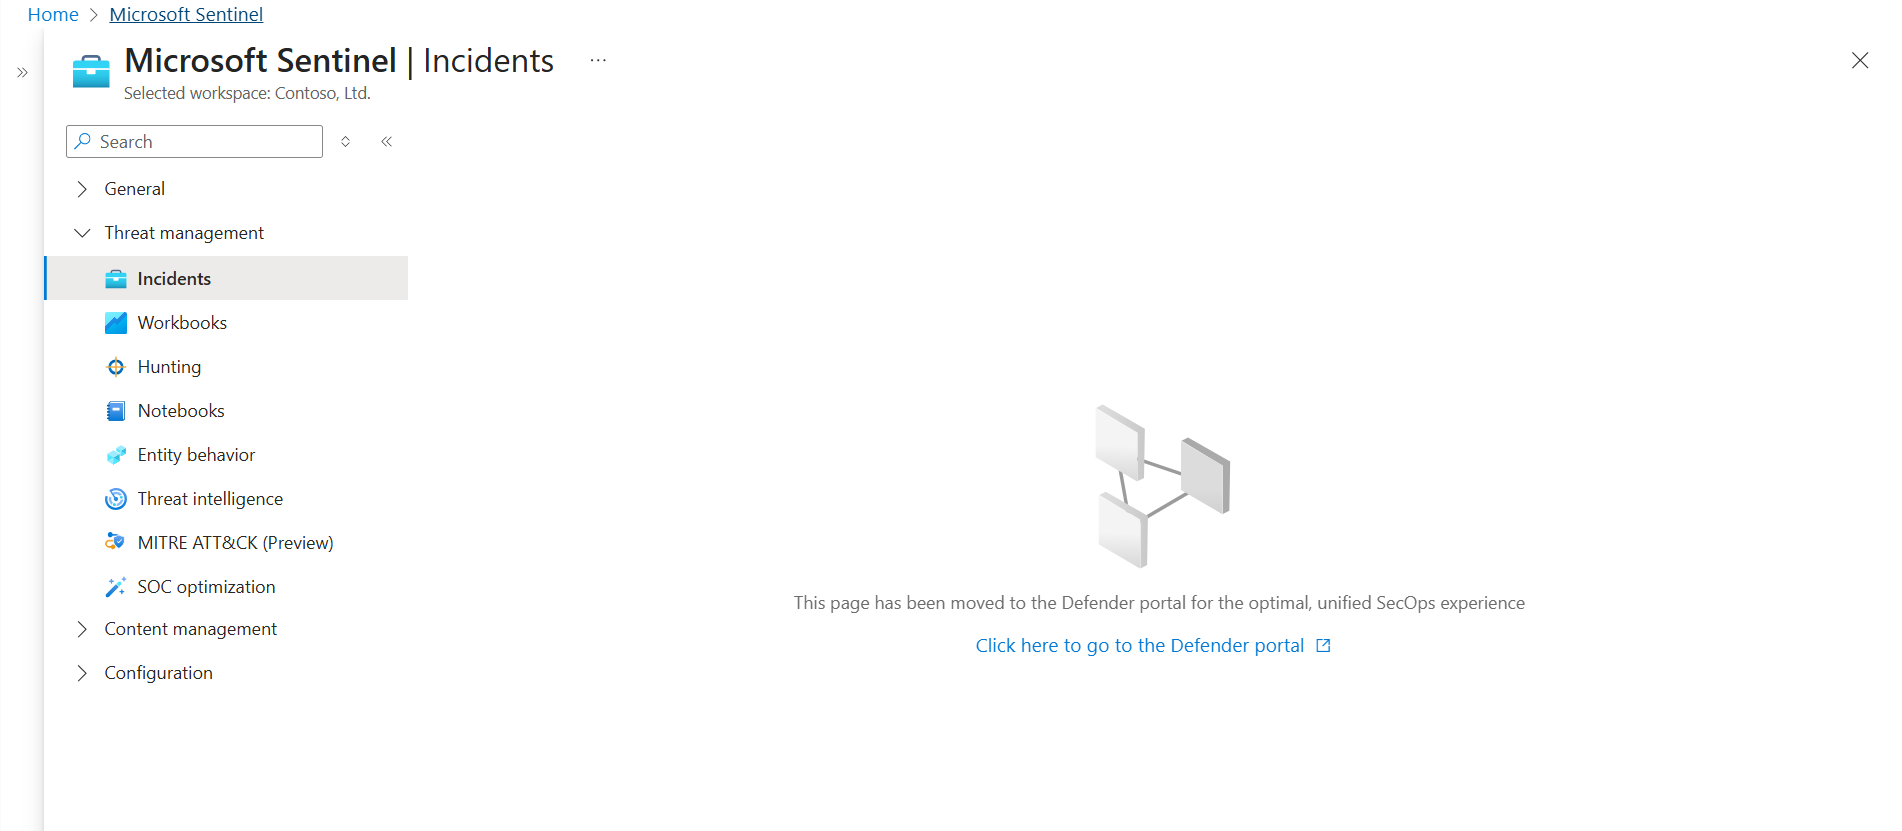 Home > Microsoft Sentinel
Microsoft Sentinel | Incidents ...
Selected workspace: Contoso, Ltd.
Search
General
Threat management
Incidents
Workbooks
Hunting
Notebooks
Entity behavior
Threat intelligence
MITRE ATT&CK (Preview)
SOC optimization
Content management
Configuration
This page has been moved to the Defender portal for the optimal, unified SecOps experience
Click here to go to the Defender portal